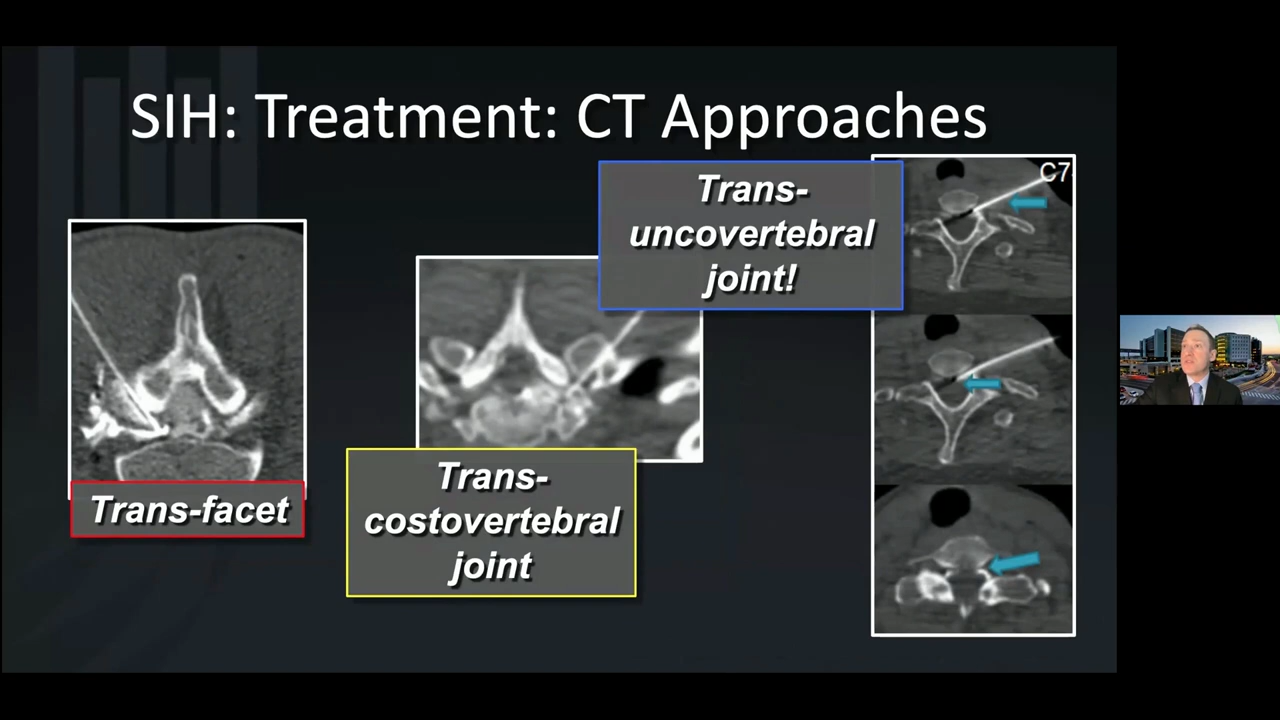 SIH: Treatment: CT Approaches
Trans-
uncovertebral
joint!
C7
Trans-facet
Trans-
costovertebral
joint